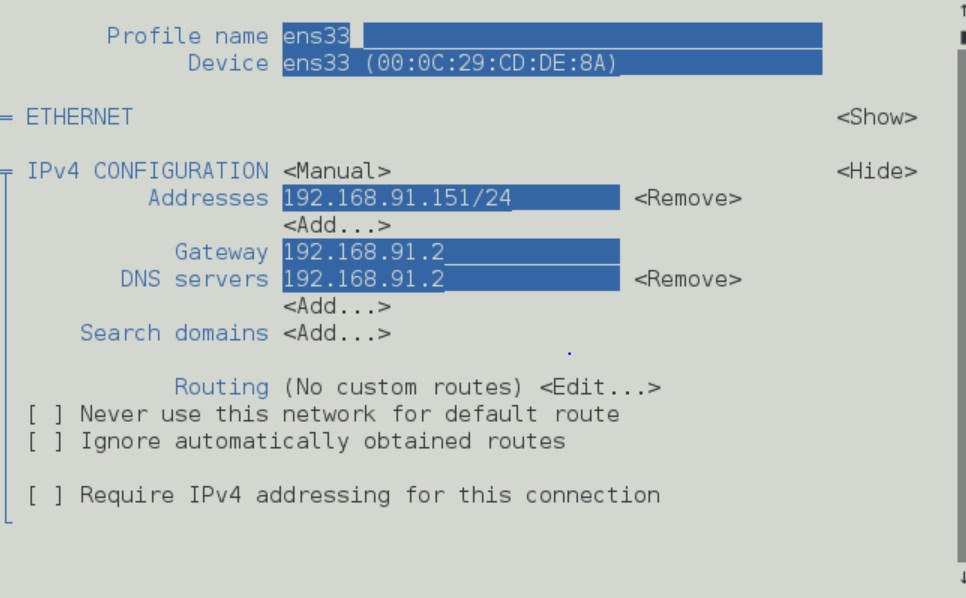 Profile name ens33
Device ens33 (00:0C:29:CD:DE:8A)
= ETHERNET <Show>
= IPv4 CONFIGURATION <Manual> <Hide>
Addresses 192.168.91.151/24 <Remove>
<Add...>
Gateway 192.168.91.2
DNS servers 192.168.91.2 <Remove>
<Add...>
Search domains <Add...>
Routing (No custom routes) <Edit...>
[ ] Never use this network for default route
[ ] Ignore automatically obtained routes
[ ] Require IPv4 addressing for this connection